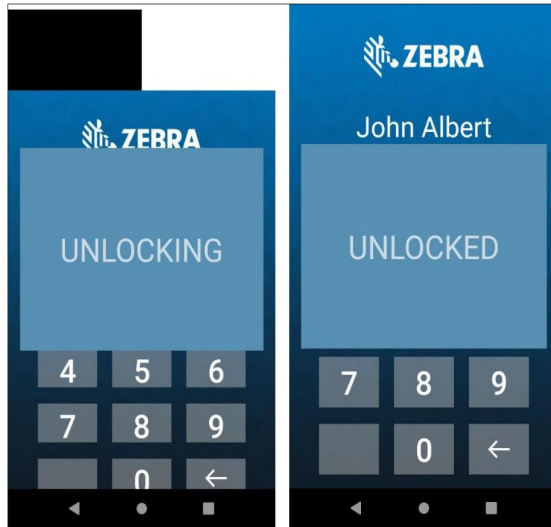 ZEBRA
UNLOCKING
4 5 6
7 8 9
0 ←
ZEBRA
John Albert
UNLOCKED
7 8 9
0 ←